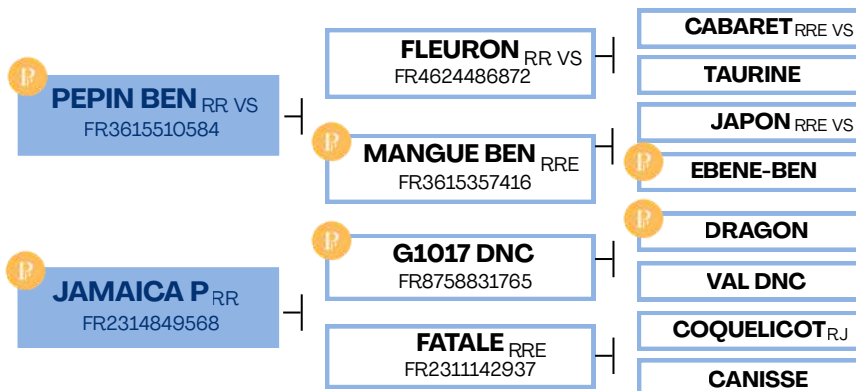 PEPIN BEN RR VS
FR3615510584
JAMAICA P RR
FR2314849568
FLEURON RR VS
FR4624486872
MANGUE BEN RRE
FR3615357416
G1017 DNC
FR8758831765
FATALE RRE
FR2311142937
CABARET RRE VS
TAURINE
JAPON RRE VS
EBENE-BEN
DRAGON
VAL DNC
COQUELICOT RJ
CANISSE